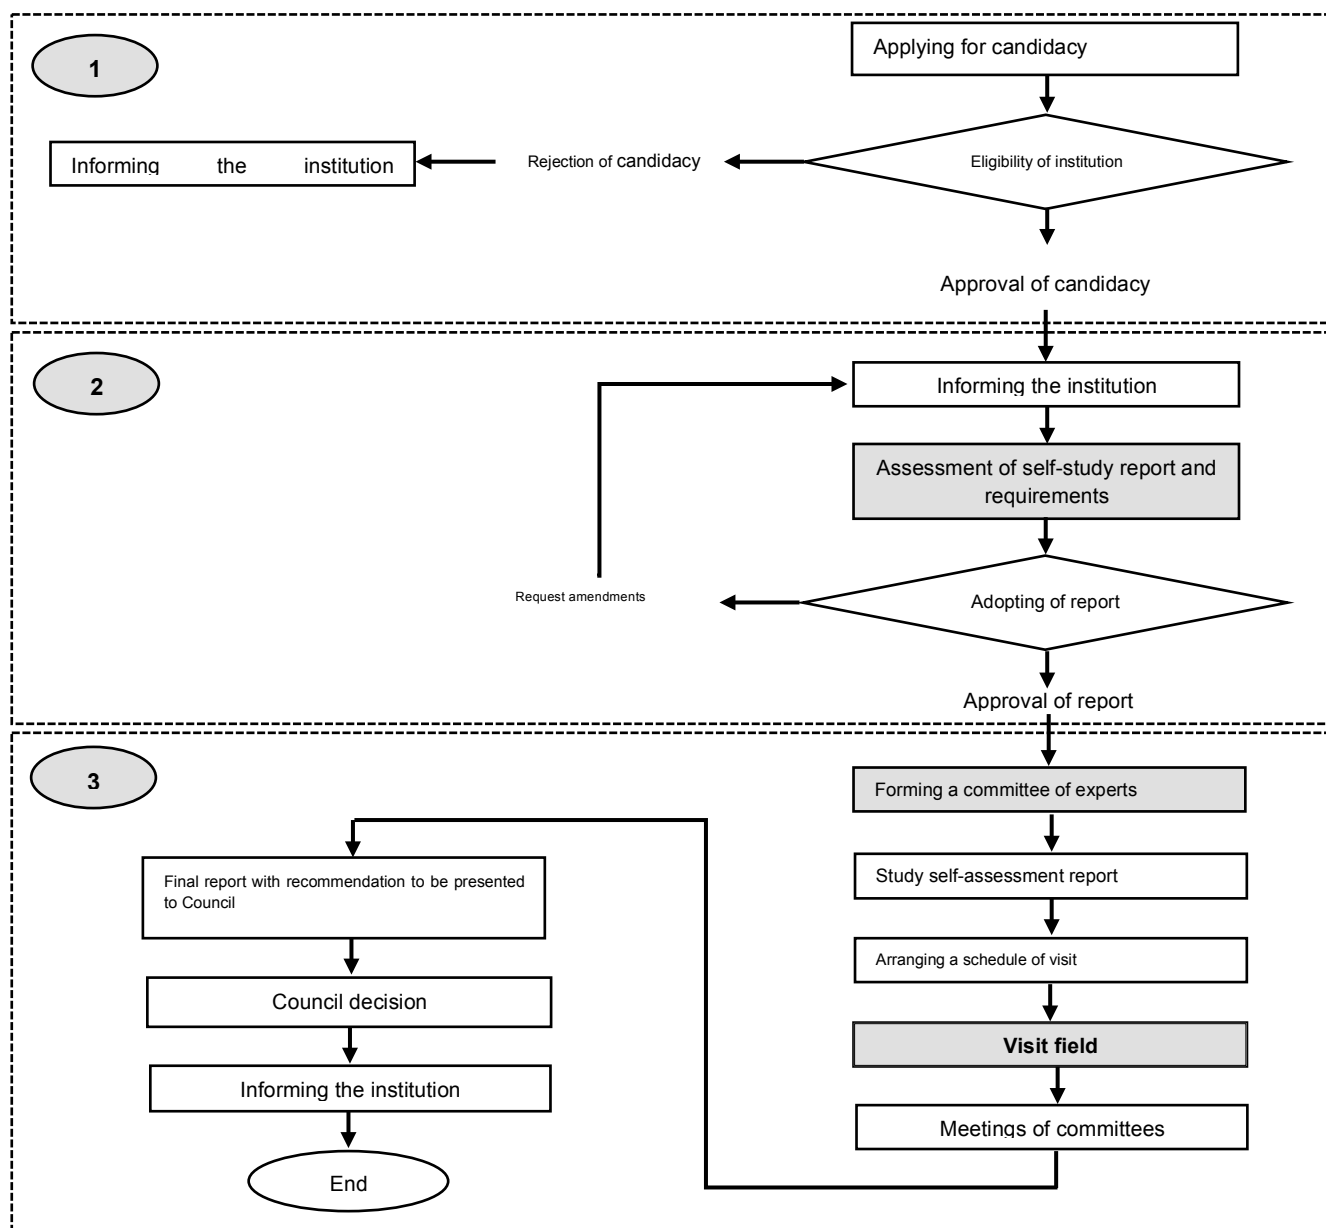 1
Applying for candidacy
Eligibility of institution
Rejection of candidacy
Informing the institution
Approval of candidacy
2
Informing the institution
Assessment of self-study report and
requirements
Adopting of report
Request amendments
Approval of report
3
Forming a committee of experts
Study self-assessment report
Arranging a schedule of visit
Visit field
Meetings of committees
Final report with recommendation to be presented
to Council
Council decision
Informing the institution
End